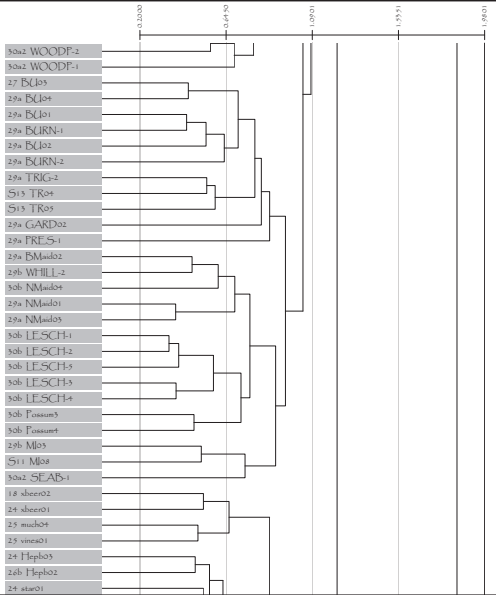 0.2000 0.6450 1.0901 1.5351 1.9801
30a2 WOODP-2
30a2 WOODP-1
27 BU03
29a BU04
29a BU01
29a BURN-1
29a BU02
29a BURN-2
29a TRIG-2
S13 TR04
S13 TR05
29a GARD02
29a PRES-1
29a BMaid02
29b WHILL-2
30b NMaid04
29a NMaid01
29a NMaid03
30b LESCH-1
30b LESCH-2
30b LESCH-5
30b LESCH-3
30b LESCH-4
30b Possum3
30b Possum4
29b MI03
S11 MI08
30a2 SEAB-1
18 sheer02
24 sheer01
25 much04
25 vines01
24 Heph03
26b Heph02
24 star01